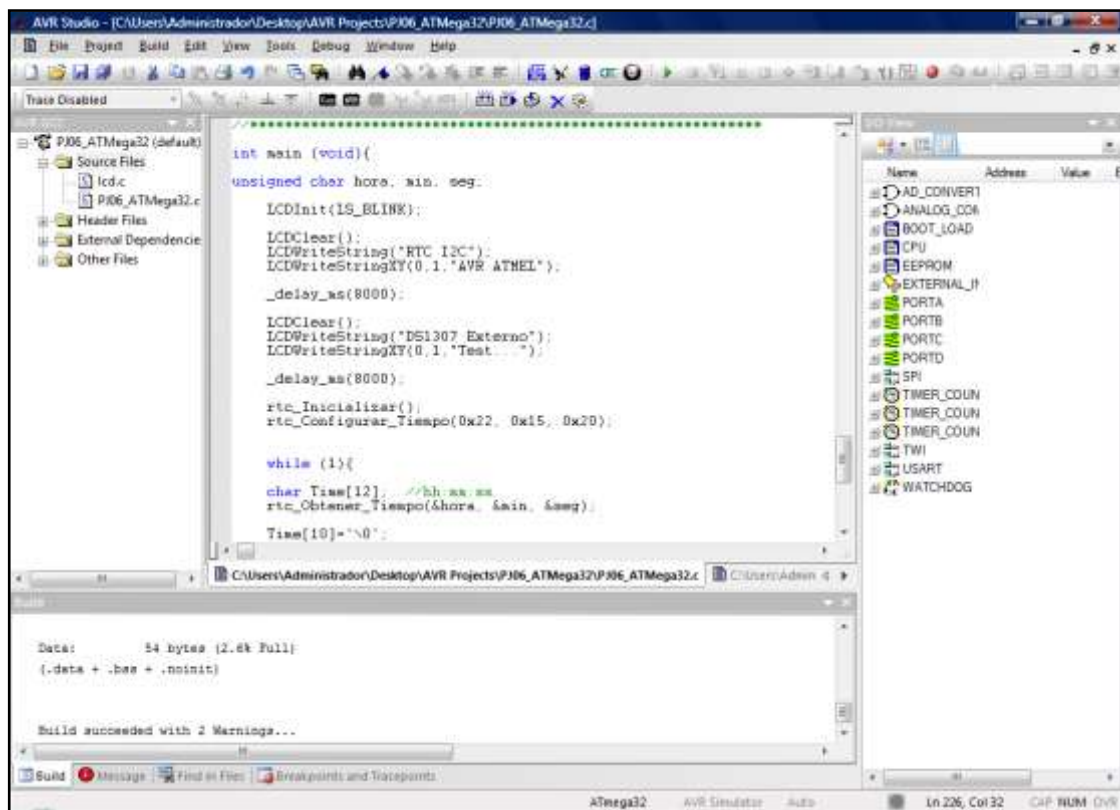 AVR Studio - [C:\Users\Administrador\Desktop\AVR Projects\PJ06_ATMega32\PJ06_ATMega32.c]
File Project Build Edit View Tools Debug Window Help
Trace Disabled
PJ06_ATMega32 (default)
Source Files
lcd.c
PJ06_ATMega32.c
Header Files
External Dependencie
Other Files
int main (void){
unsigned char hora, min, seg;
LCDInit(LS_BLINK);
LCDClear();
LCDWriteString("RTC I2C");
LCDWriteStringXY(0,1,"AVR ATMEL");
_delay_ms(8000);
LCDClear();
LCDWriteString("DS1307 Externo");
LCDWriteStringXY(0,1,"Test...");
_delay_ms(8000);
rtc_Inicializar();
rtc_Configurar_Tiempo(0x22, 0x15, 0x20);
while (1){
char Time[12]; //hh:mm:ss
rtc_Obtener_Tiempo(&hora, &min, &seg);
Time[10]='\0';
C:\Users\Administrador\Desktop\AVR Projects\PJ06_ATMega32\PJ06_ATMega32.c C:\Users\Admin
Build
Data: 54 bytes (2.6% Full)
(.data + .bss + .noinit)
Build succeeded with 2 Warnings...
Build Message Find in Files Breakpoints and Tracepoints
I/O View
Name Address Value
AD_CONVERT
ANALOG_COM
BOOT_LOAD
CPU
EEPROM
EXTERNAL_IN
PORTA
PORTB
PORTC
PORTD
SPI
TIMER_COUN
TIMER_COUN
TIMER_COUN
TWI
USART
WATCHDOG
ATmega32 AVR Simulator Auto Ln 226, Col 32 CAP NUM OVR